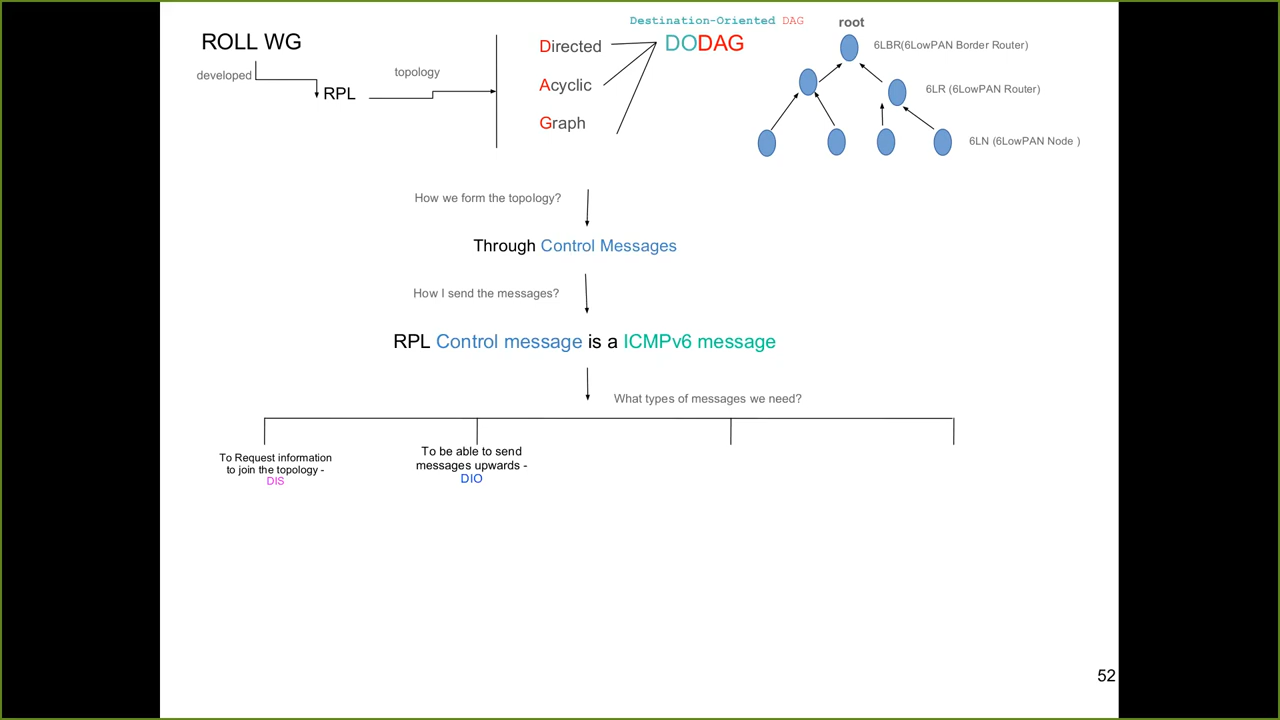 Destination-Oriented DAG
root
ROLL WG
Directed
DODAG
6LBR(6LowPAN Border Router)
developed
topology
RPL
Acyclic
6LR (6LowPAN Router)
Graph
6LN (6LowPAN Node )
How we form the topology?
Through Control Messages
How I send the messages?
RPL Control message is a ICMPv6 message
What types of messages we need?
To Request information
to join the topology -
DIS
To be able to send
messages upwards -
DIO
52